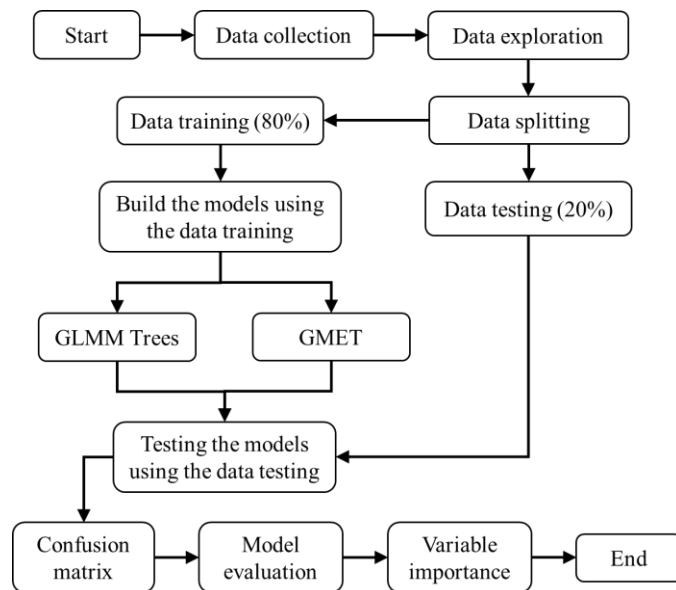 Start
Data collection
Data exploration
Data training (80%)
Data splitting
Build the models using
the data training
Data testing (20%)
GLMM Trees
GMET
Testing the models
using the data testing
Confusion
matrix
Model
evaluation
Variable
importance
End